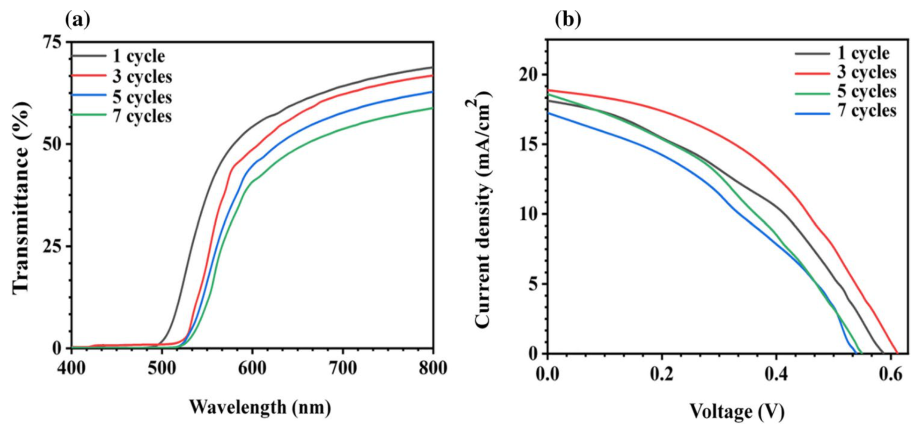 (a)
75
50
25
0
400
500
600
700
800
Transmittance (%)
Wavelength (nm)
1 cycle
3 cycles
5 cycles
7 cycles
(b)
20
15
10
5
0
0.0
0.2
0.4
0.6
Current density (mA/cm²)
Voltage (V)
1 cycle
3 cycles
5 cycles
7 cycles